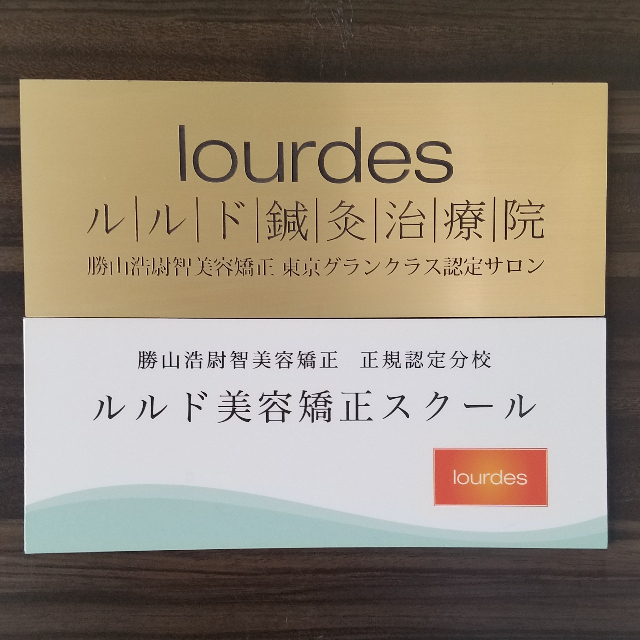 lourdes
ル|ル|ド|鍼|灸|治|療|院
勝山浩尉智美容矯正 東京グランクラス認定サロン
勝山浩尉智美容矯正 正規認定分校
ルルド美容矯正スクール
lourdes